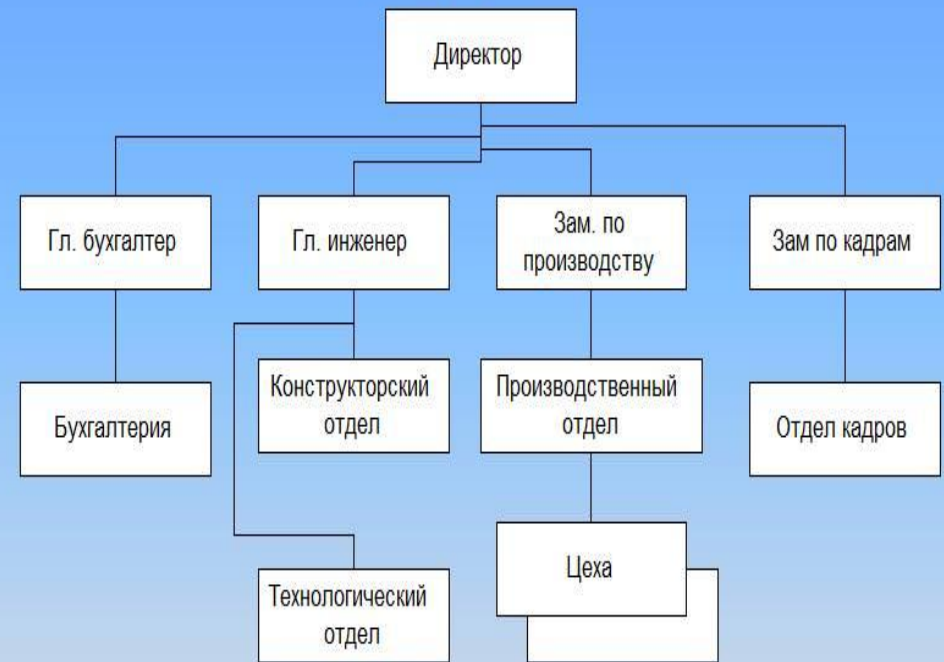 Директор
Гл. бухгалтер
Гл. инженер
Зам. по
производству
Зам по кадрам
Бухгалтерия
Конструкторский
отдел
Производственный
отдел
Отдел кадров
Технологический
отдел
Цеха